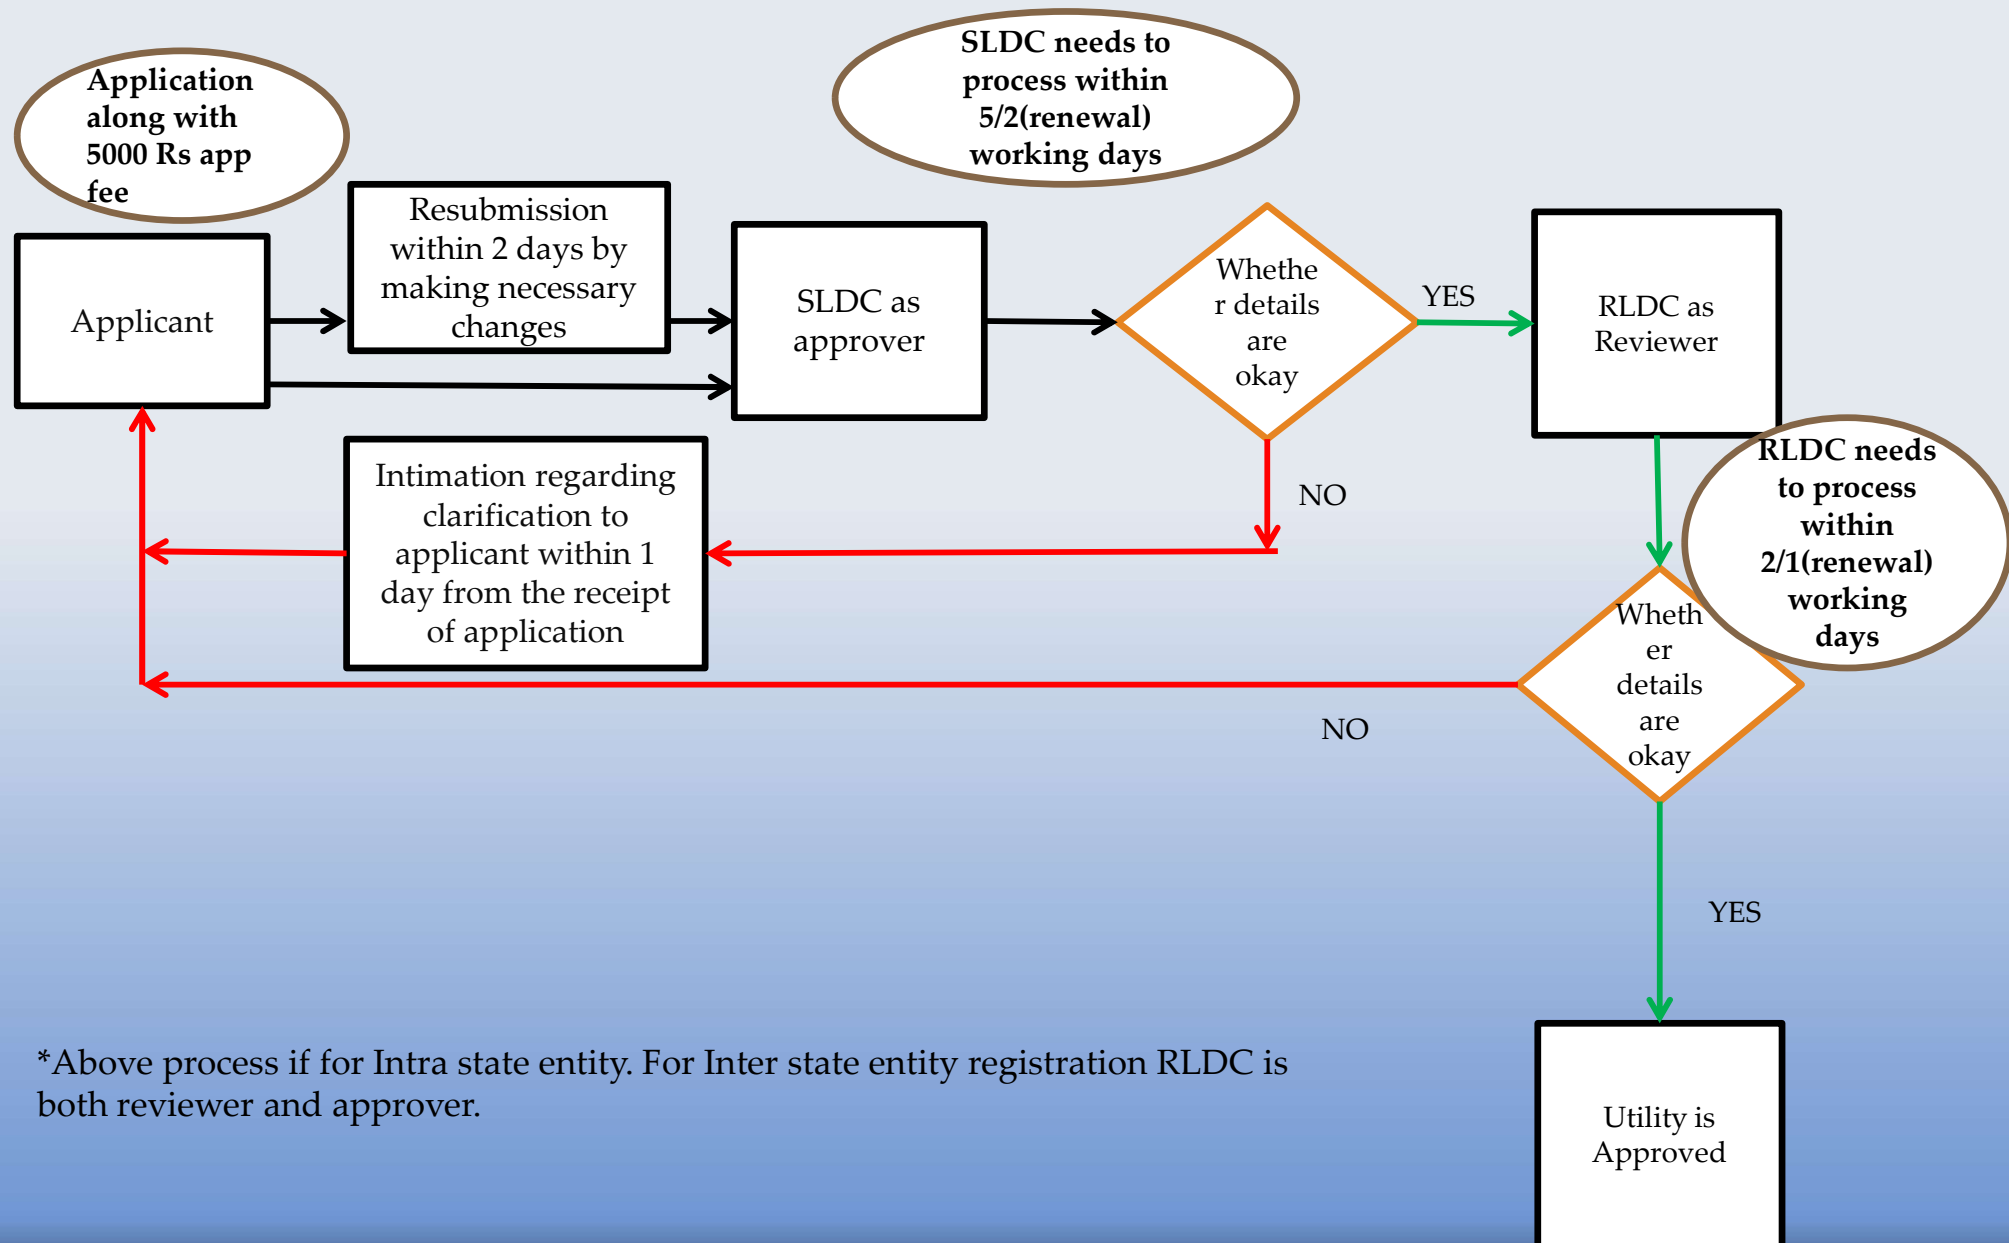 Application
along with
5000 Rs app
fee
SLDC needs to
process within
5/2(renewal)
working days
Applicant
Resubmission
within 2 days by
making necessary
changes
SLDC as
approver
Whethe
r details
are
okay
YES
RLDC as
Reviewer
NO
Intimation regarding
clarification to
applicant within 1
day from the receipt
of application
RLDC needs
to process
within
2/1(renewal)
working
days
Wheth
er
details
are
okay
NO
YES
Utility is
Approved
*Above process if for Intra state entity. For Inter state entity registration RLDC is
both reviewer and approver.